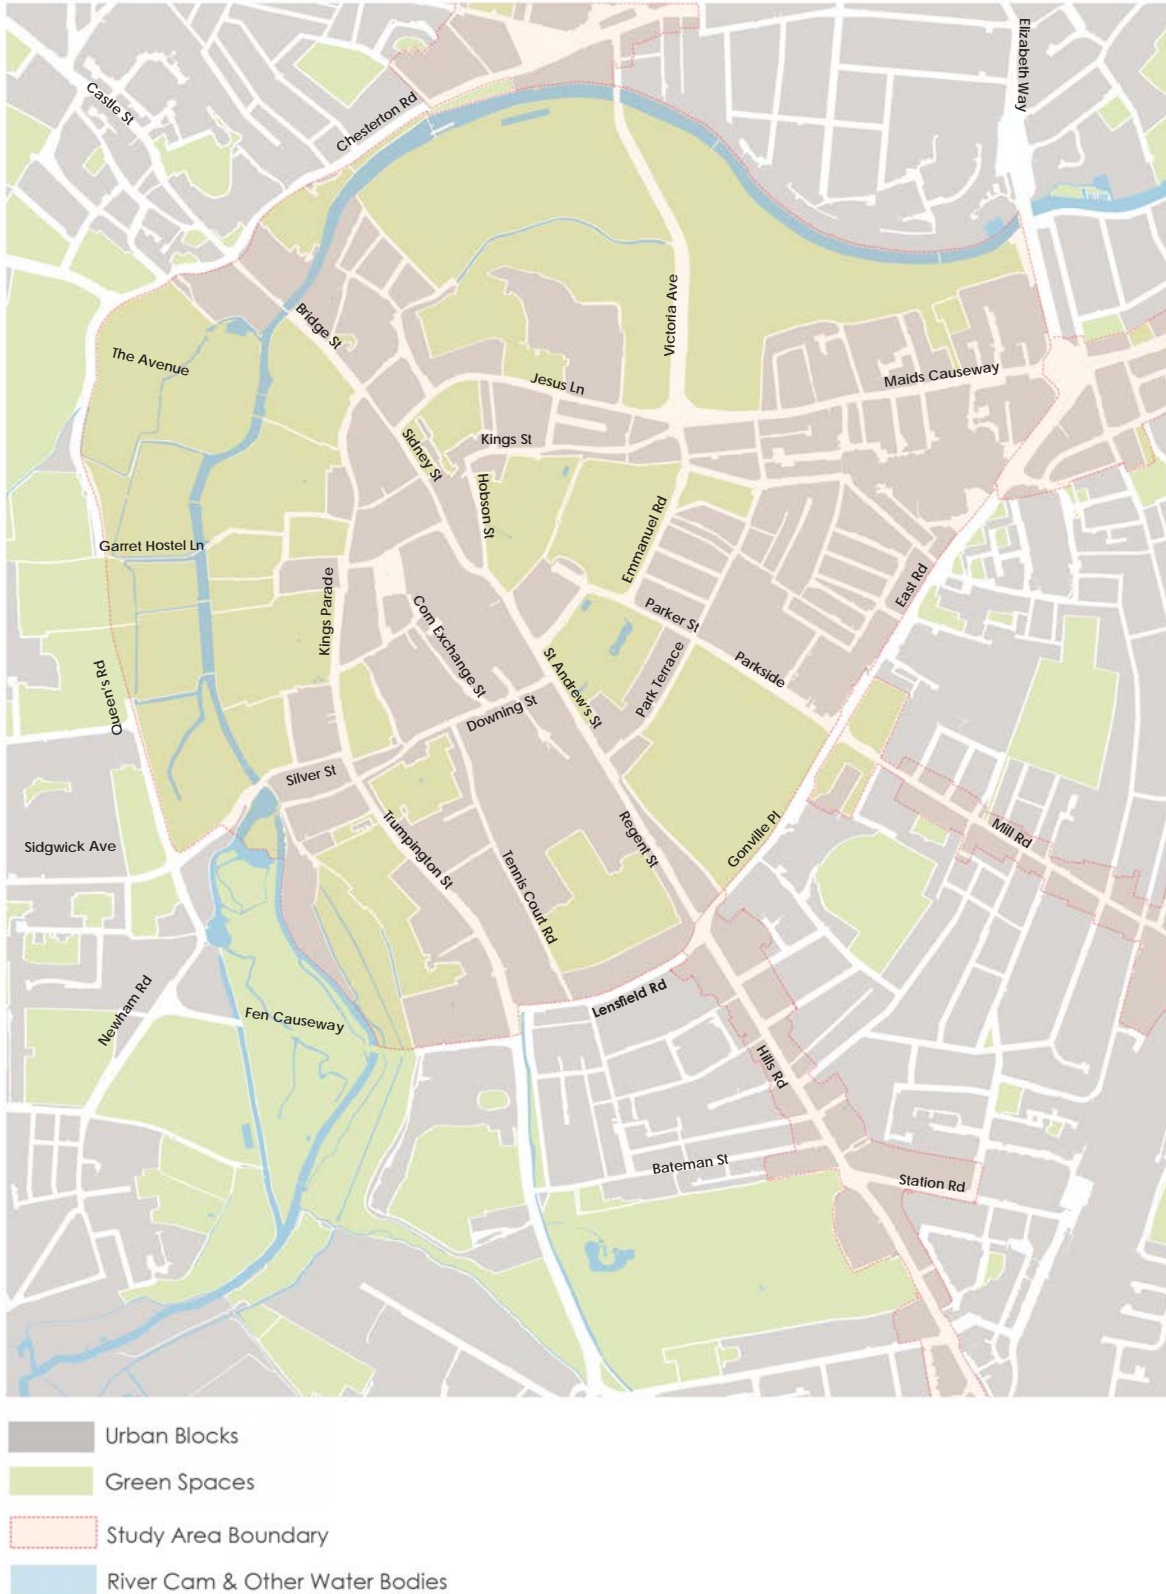 Elizabeth Way
Castle St
Chesterton Rd
Bridge St
Victoria Ave
The Avenue
Jesus Ln
Maids Causeway
Kings St
Sidney St
Hobson St
Garret Hostel Ln
Emmanuel Rd
East Rd
Kings Parade
Corn Exchange St
Parker St
Parkside
Queen's Rd
St Andrew's St
Park Terrace
Downing St
Silver St
Sidgwick Ave
Trumpington St
Regent St
Gonville Pl
Mill Rd
Tennis Court Rd
Newham Rd
Fen Causeway
Lensfield Rd
Hills Rd
Bateman St
Station Rd
Urban Blocks
Green Spaces
Study Area Boundary
River Cam & Other Water Bodies